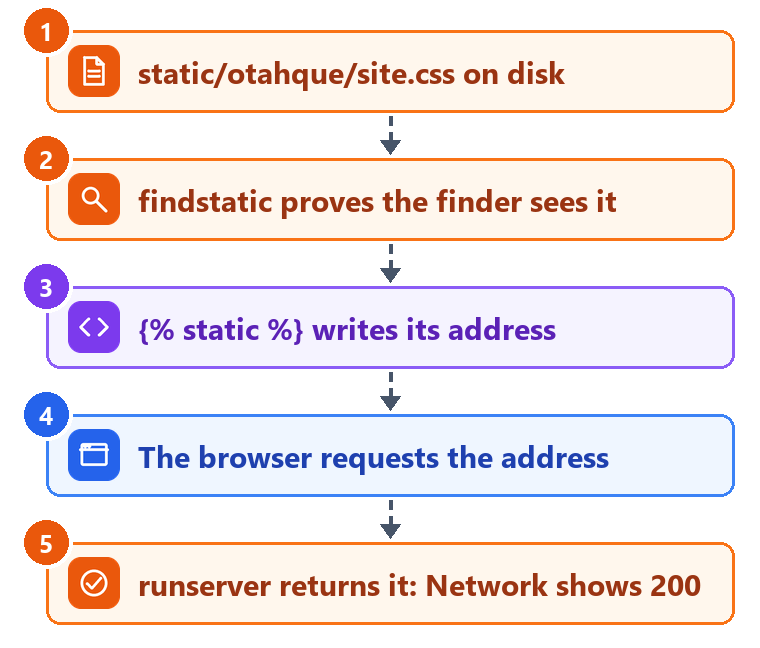 1
static/otahque/site.css on disk
2
findstatic proves the finder sees it
3
{% static %} writes its address
4
The browser requests the address
5
runserver returns it: Network shows 200